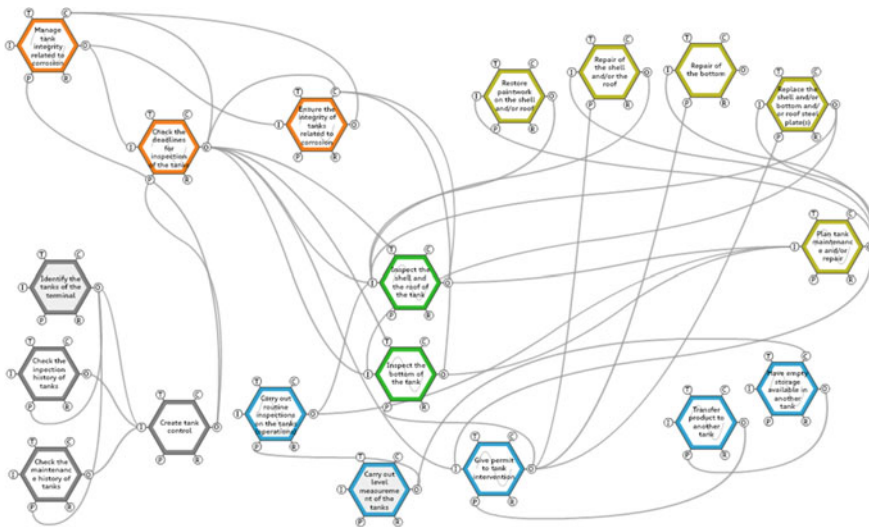 Manage
tank
integrity
related to
corrosion
Check the
deadlines
for
inspection
of the tanks
Ensure the
integrity of
tanks
related to
corrosion
Restore
paintwork
on the shell
and/or roof
Repair of
the shell
and/or the
roof
Repair of
the bottom
Replace the
shell and/or
bottom and/
or roof steel
plate(s)
Plan tank
maintenanc
e and/or
repair
Identify the
tanks of the
terminal
Check the
inpection
history of
tanks
Check the
maintenanc
e history of
tanks
Create tank
control
Inspect the
shell and
the roof of
the tank
Inspect the
bottom of
the tank
Carry out
routine
inspections
on the tanks
(operational)
Carry out
level
measureme
nt of the
tanks
Give permit
to tank
intervention
Transfer
product to
another
tank
Have empty
storage
available in
another
tank